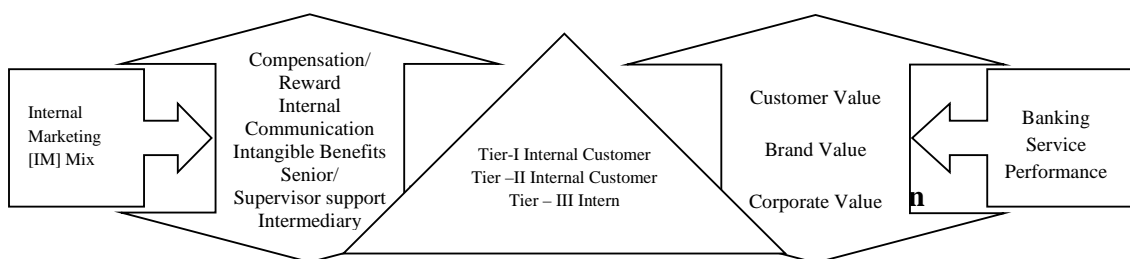 Internal
Marketing
[IM] Mix
Compensation/
Reward
Internal
Communication
Intangible Benefits
Senior/
Supervisor support
Intermediary
Tier-I Internal Customer
Tier –II Internal Customer
Tier – III Intern
Customer Value
Brand Value
Corporate Value
n
Banking
Service
Performance